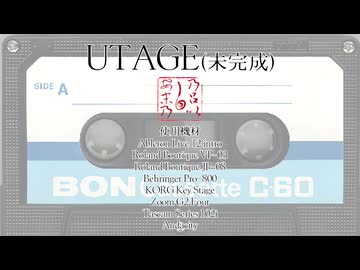 UTAGE(未完成)
SIDE A
使用機材
Ableton Live 12 intro
Roland Boutique VP-03
Roland Boutique JP-08
Behringer Pro-800
KORG Key Stage
Zoom G2 Four
Tascam Series 102i
Audacity
BON
C-60